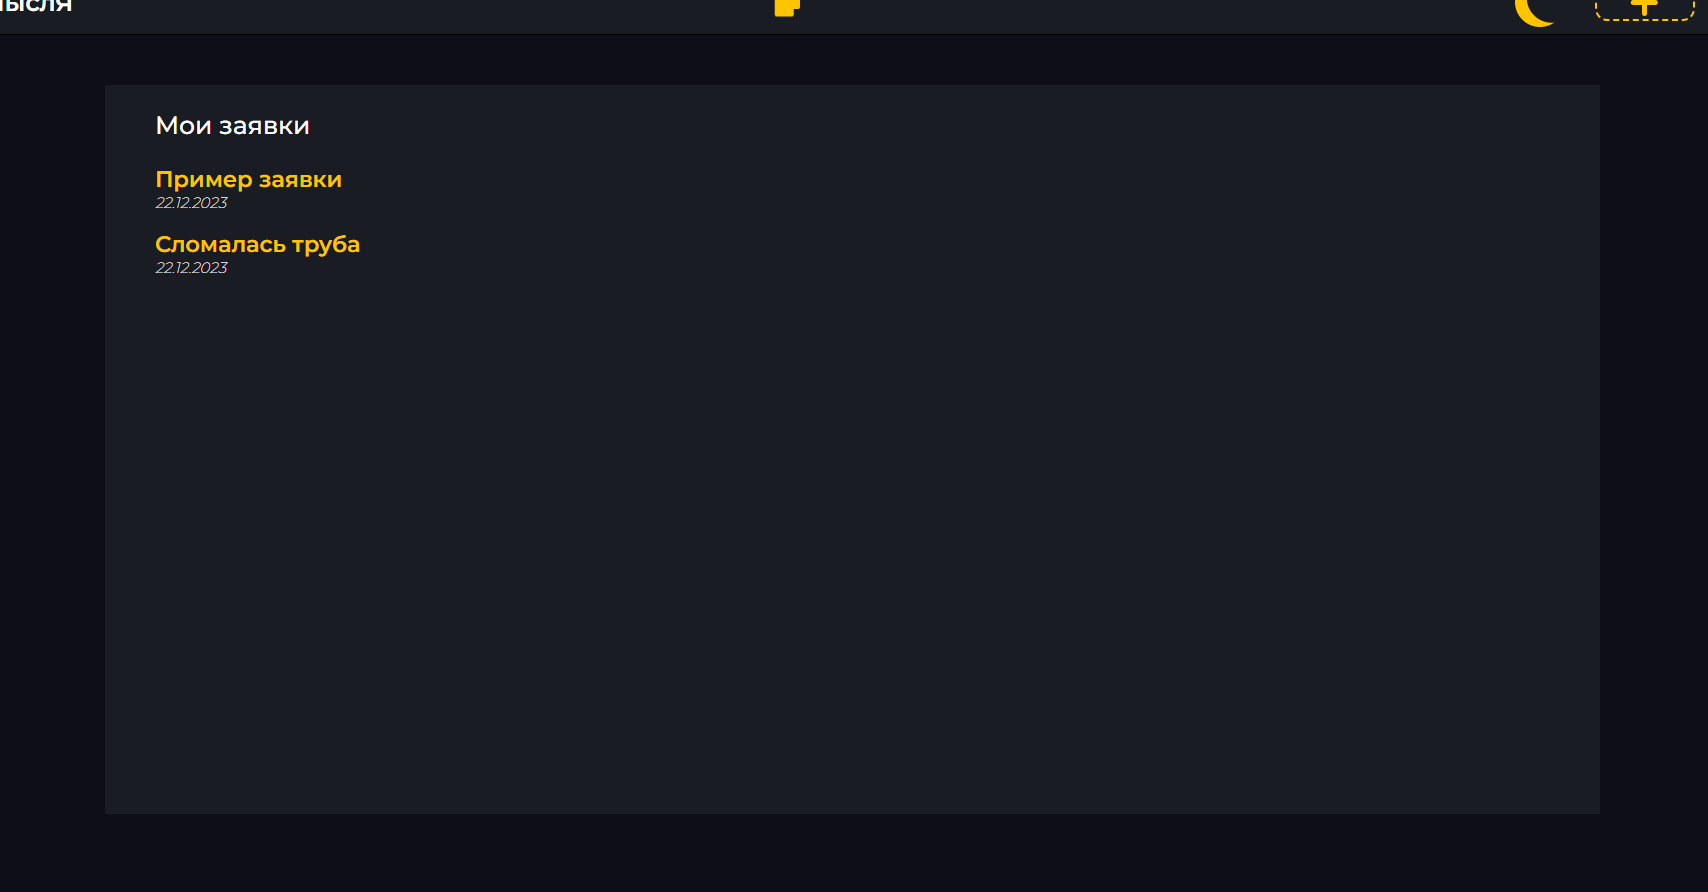 Мои заявки
Пример заявки
22.12.2023
Сломалась труба
22.12.2023